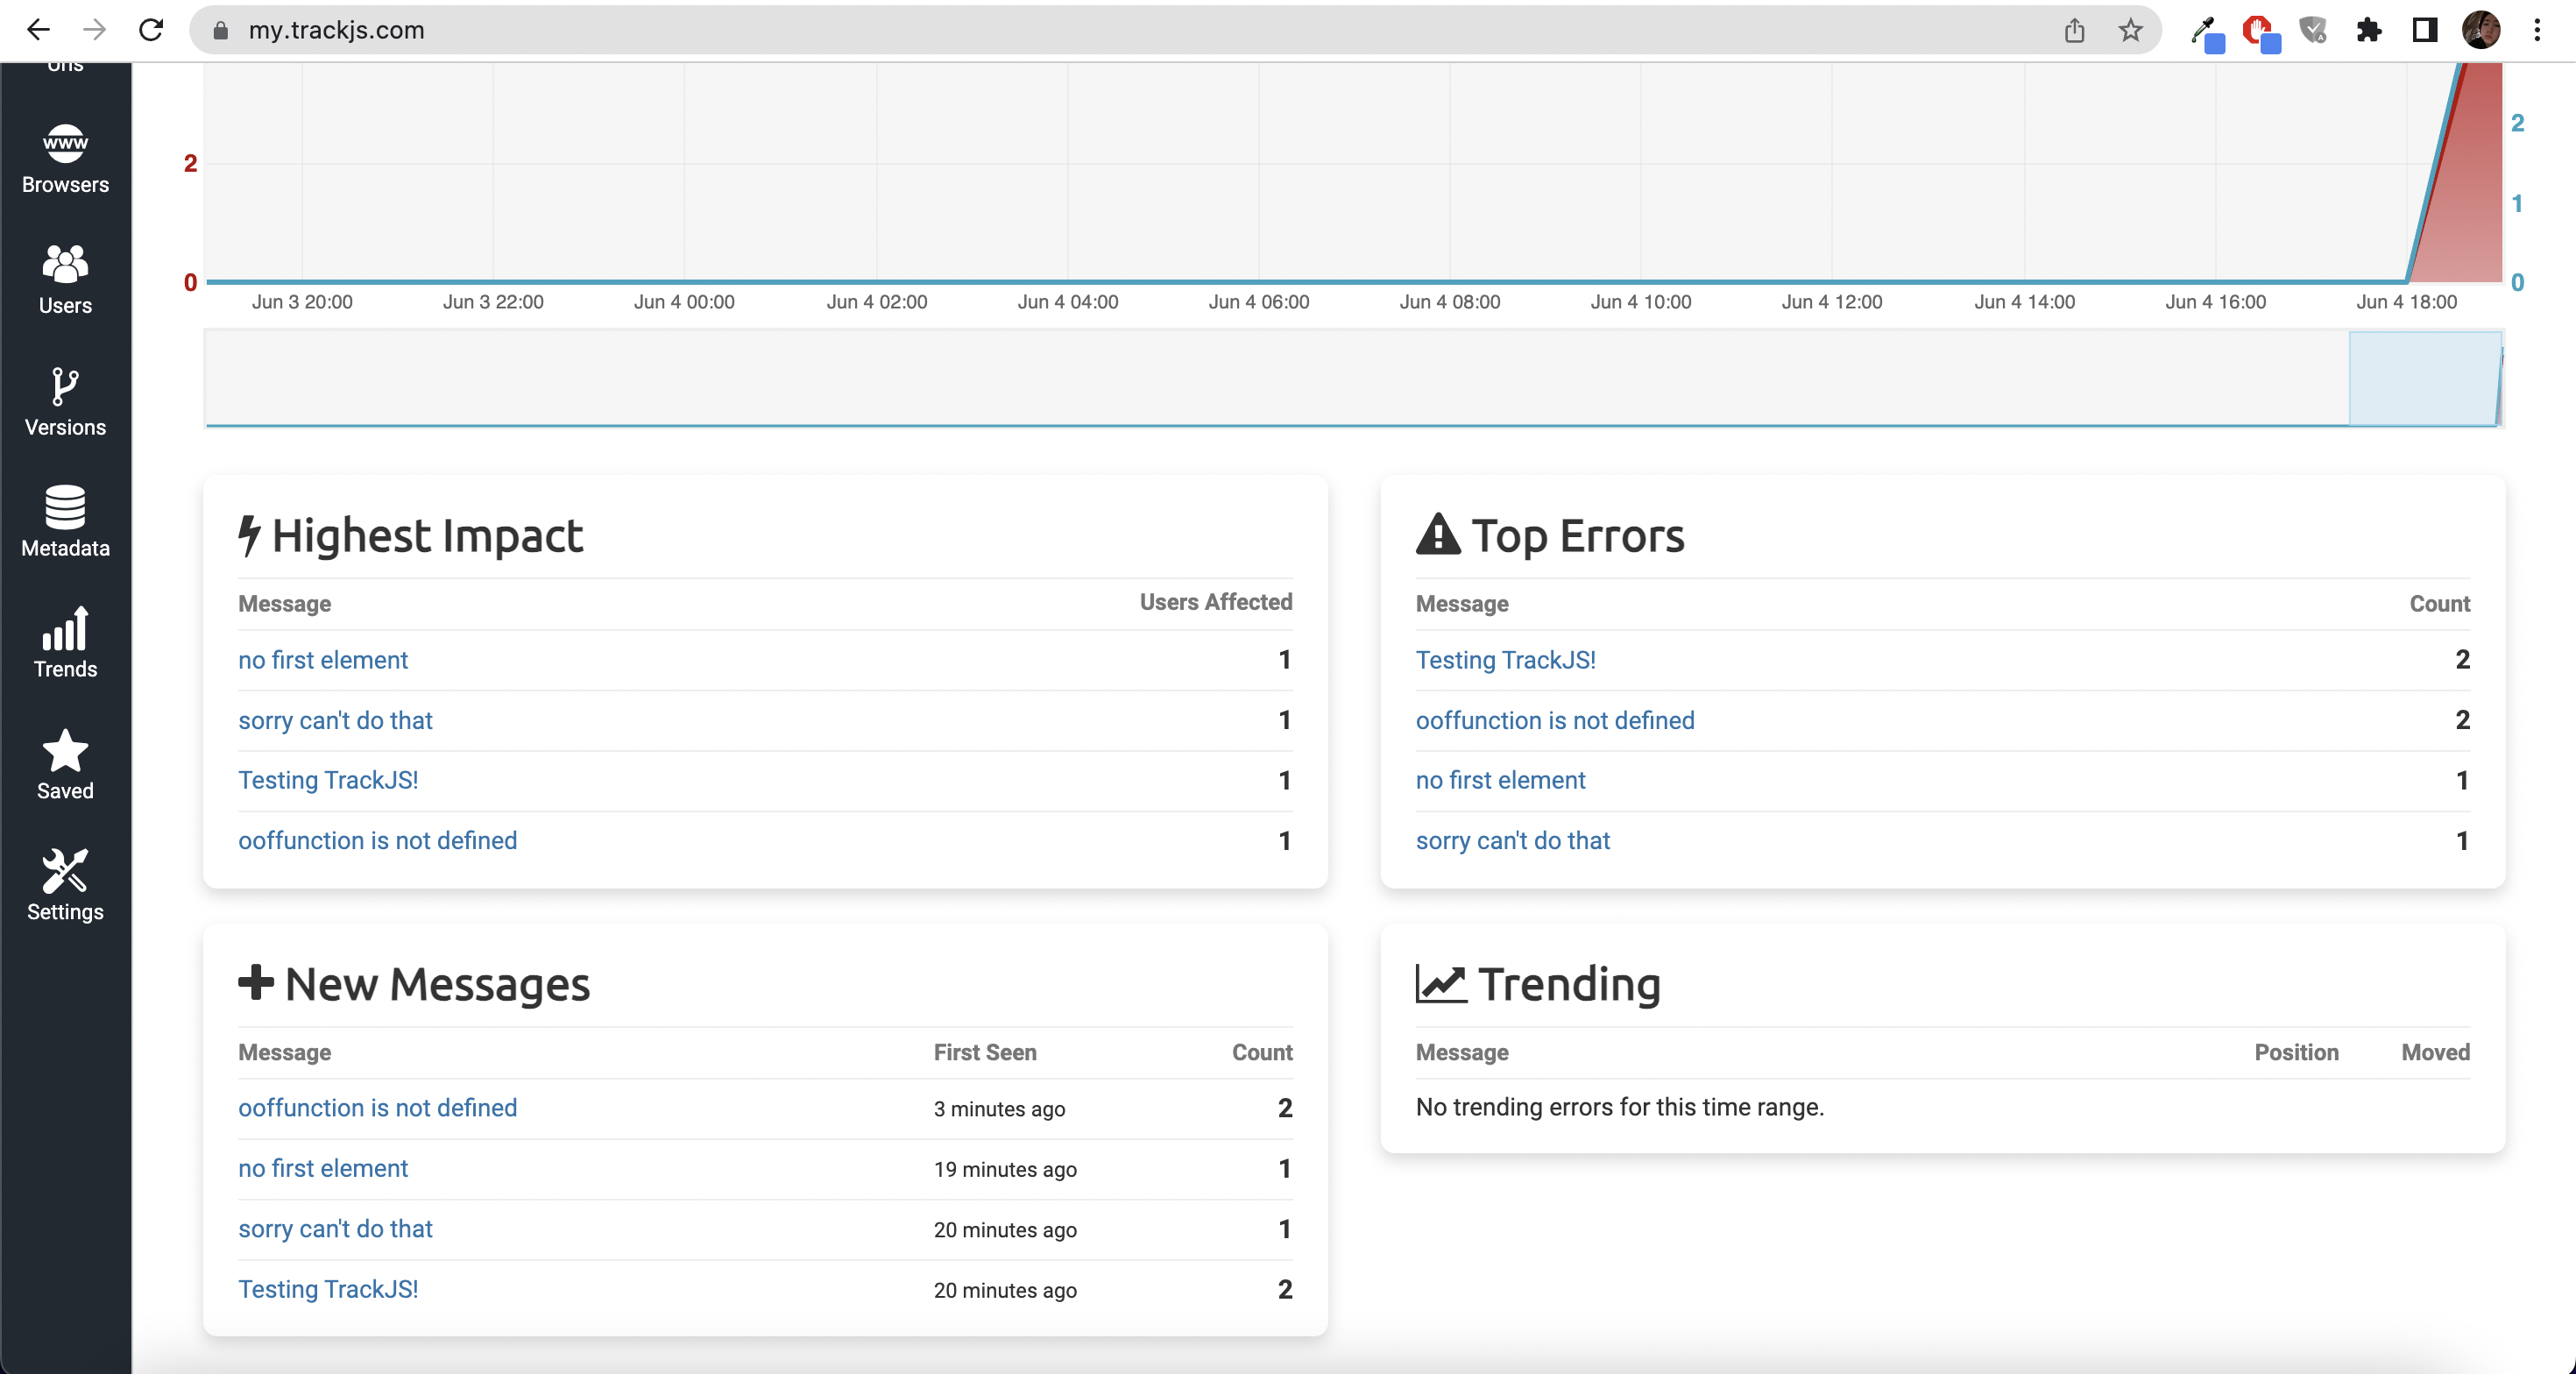 my.trackjs.com
Browsers
Users
Versions
Metadata
Trends
Saved
Settings
2
0
2
1
0
Jun 3 20:00 Jun 3 22:00 Jun 4 00:00 Jun 4 02:00 Jun 4 04:00 Jun 4 06:00 Jun 4 08:00 Jun 4 10:00 Jun 4 12:00 Jun 4 14:00 Jun 4 16:00 Jun 4 18:00
Highest Impact
Message Users Affected
no first element 1
sorry can't do that 1
Testing TrackJS! 1
ooffunction is not defined 1
Top Errors
Message Count
Testing TrackJS! 2
ooffunction is not defined 2
no first element 1
sorry can't do that 1
New Messages
Message First Seen Count
ooffunction is not defined 3 minutes ago 2
no first element 19 minutes ago 1
sorry can't do that 20 minutes ago 1
Testing TrackJS! 20 minutes ago 2
Trending
Message Position Moved
No trending errors for this time range.